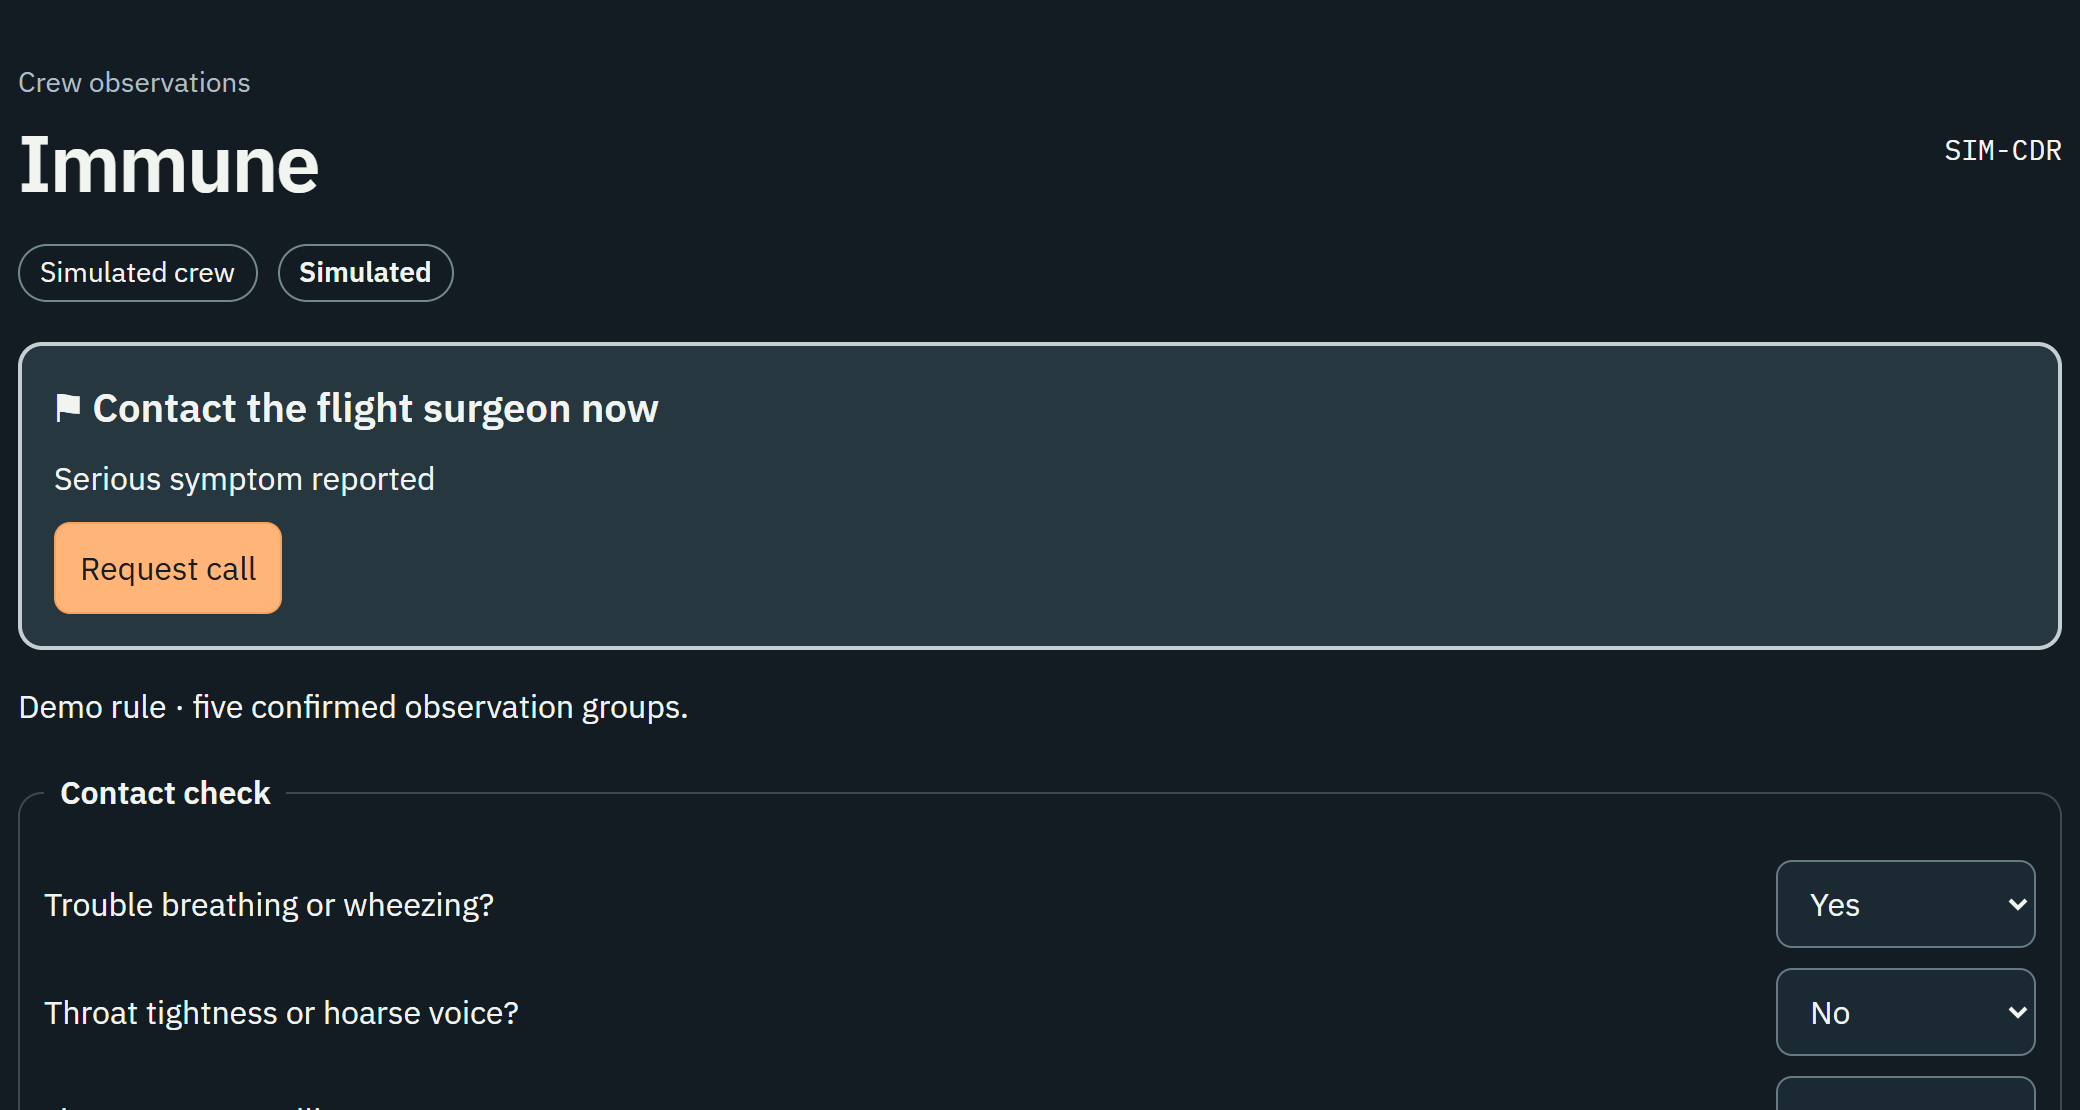 Crew observations
Immune
SIM-CDR
Simulated crew
Simulated
Contact the flight surgeon now
Serious symptom reported
Request call
Demo rule · five confirmed observation groups.
Contact check
Trouble breathing or wheezing?
Yes
Throat tightness or hoarse voice?
No